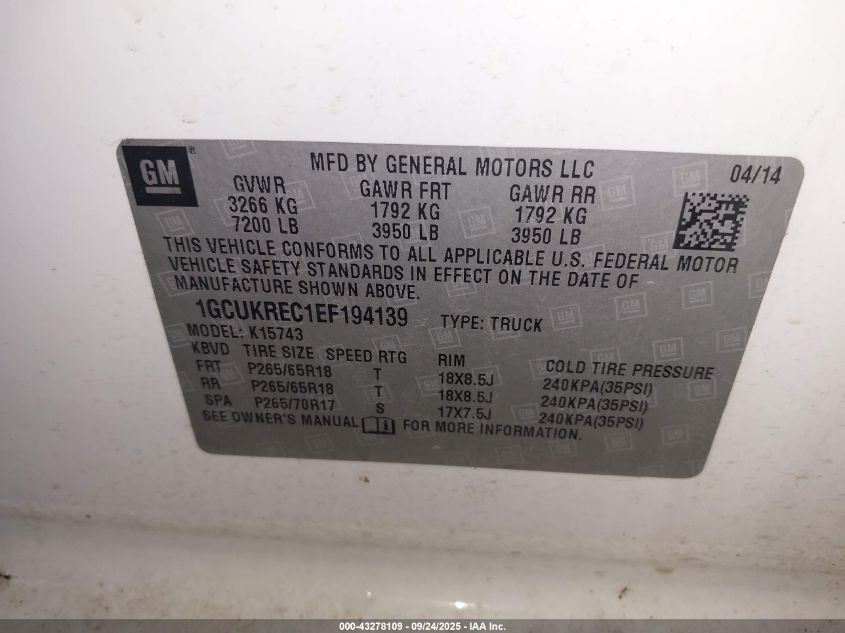 GM
MFD BY GENERAL MOTORS LLC
04/14
GVWR GAWR FRT GAWR RR
3266 KG 1792 KG 1792 KG
7200 LB 3950 LB 3950 LB
THIS VEHICLE CONFORMS TO ALL APPLICABLE U.S. FEDERAL MOTOR
VEHICLE SAFETY STANDARDS IN EFFECT ON THE DATE OF
MANUFACTURE SHOWN ABOVE.
1GCUKREC1EF194139 TYPE: TRUCK
MODEL: K15743
KBVD TIRE SIZE SPEED RTG RIM COLD TIRE PRESSURE
FRT P265/65R18 T 18X8.5J 240KPA(35PSI)
RR P265/65R18 T 18X8.5J 240KPA(35PSI)
SPA P265/70R17 S 17X7.5J 240KPA(35PSI)
SEE OWNER'S MANUAL i FOR MORE INFORMATION.
000-43278109 - 09/24/2025 - IAA Inc.